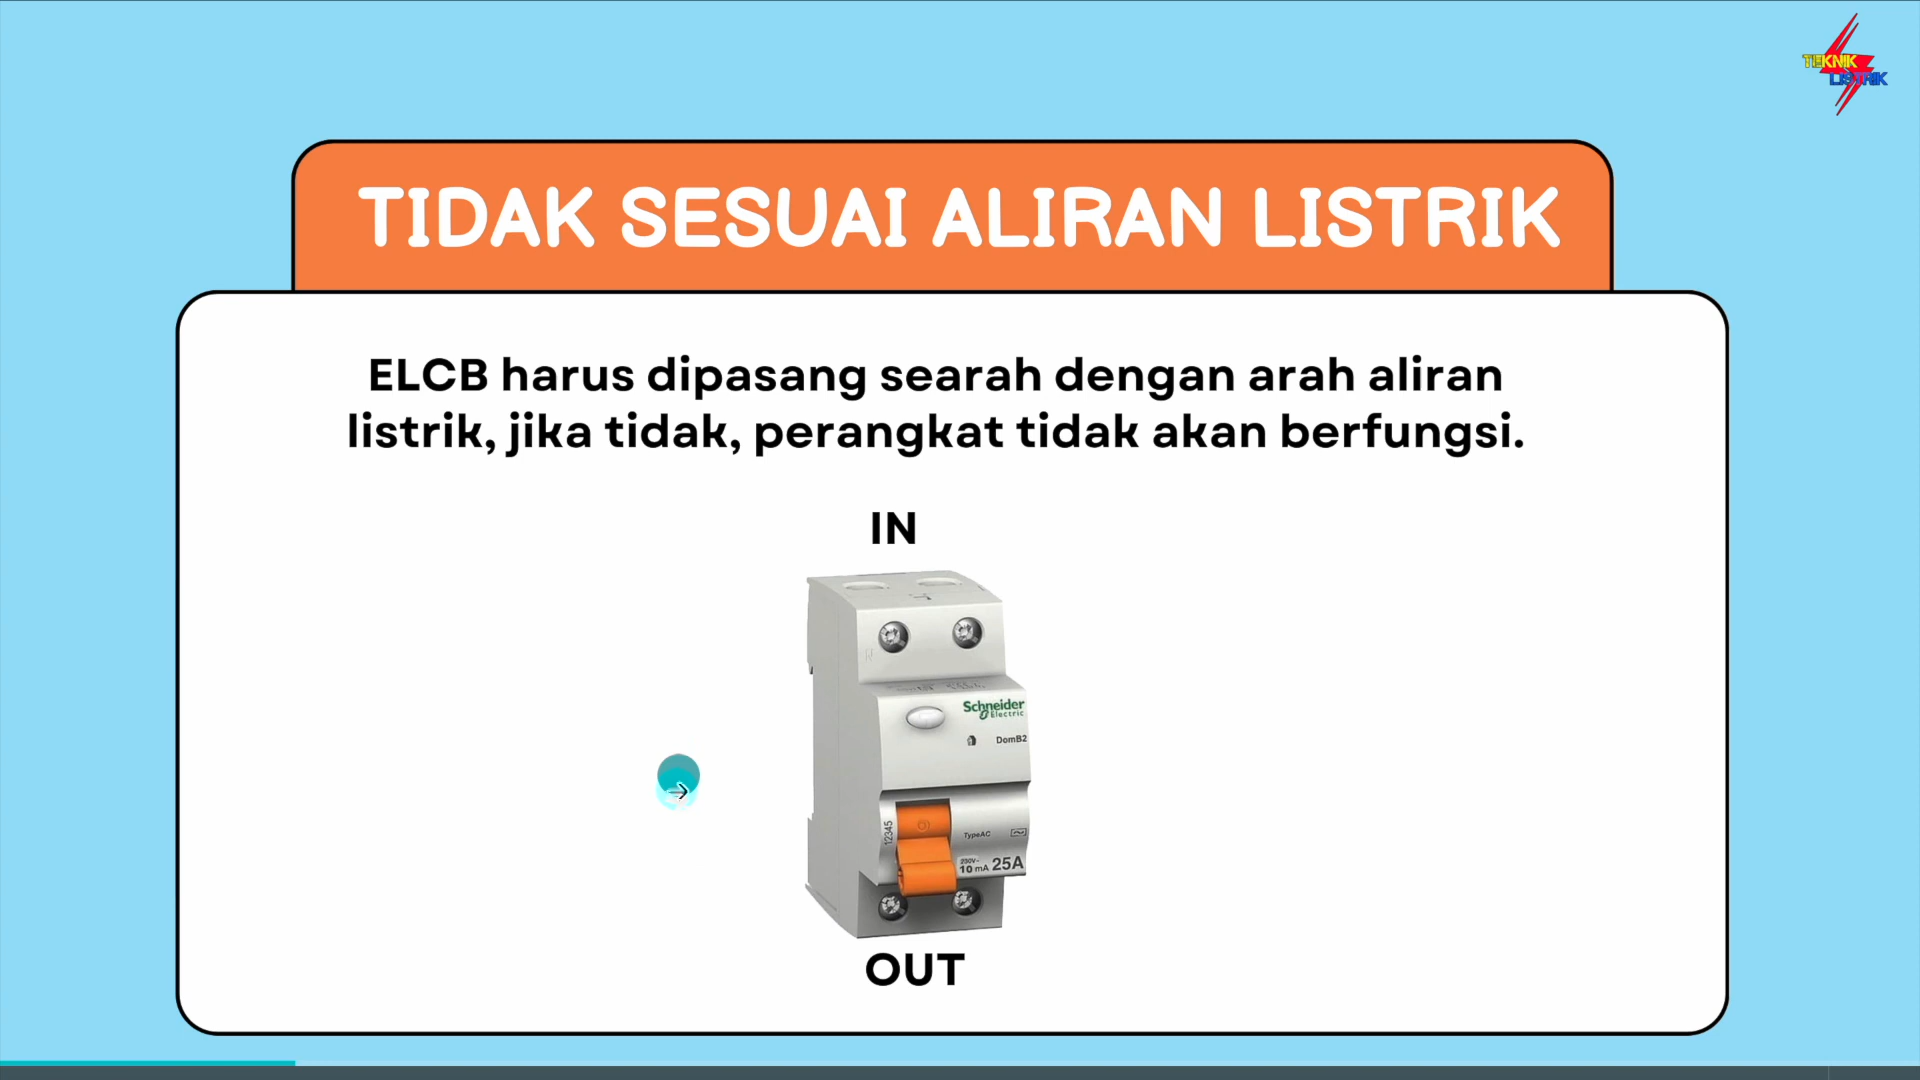 TEKNIK
LISTRIK
TIDAK SESUAI ALIRAN LISTRIK
ELCB harus dipasang searah dengan arah aliran
listrik, jika tidak, perangkat tidak akan berfungsi.
IN
Schneider
Electric
DomB2
12345
TypeAC
230V~
10 mA 25A
OUT